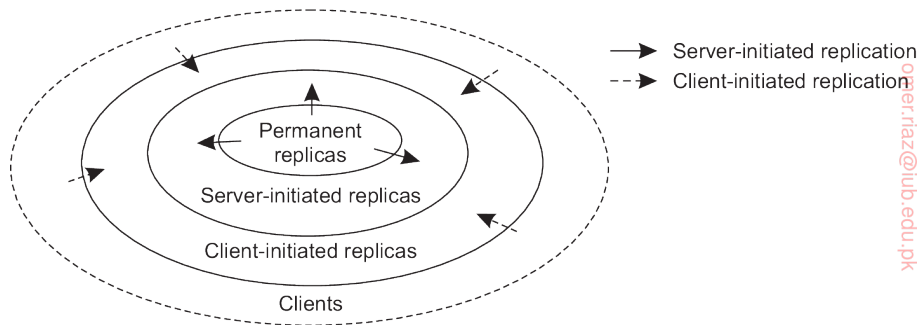 Server-initiated replication
Client-initiated replication
Permanent
replicas
Server-initiated replicas
Client-initiated replicas
Clients
omer.riaz@iub.edu.pk